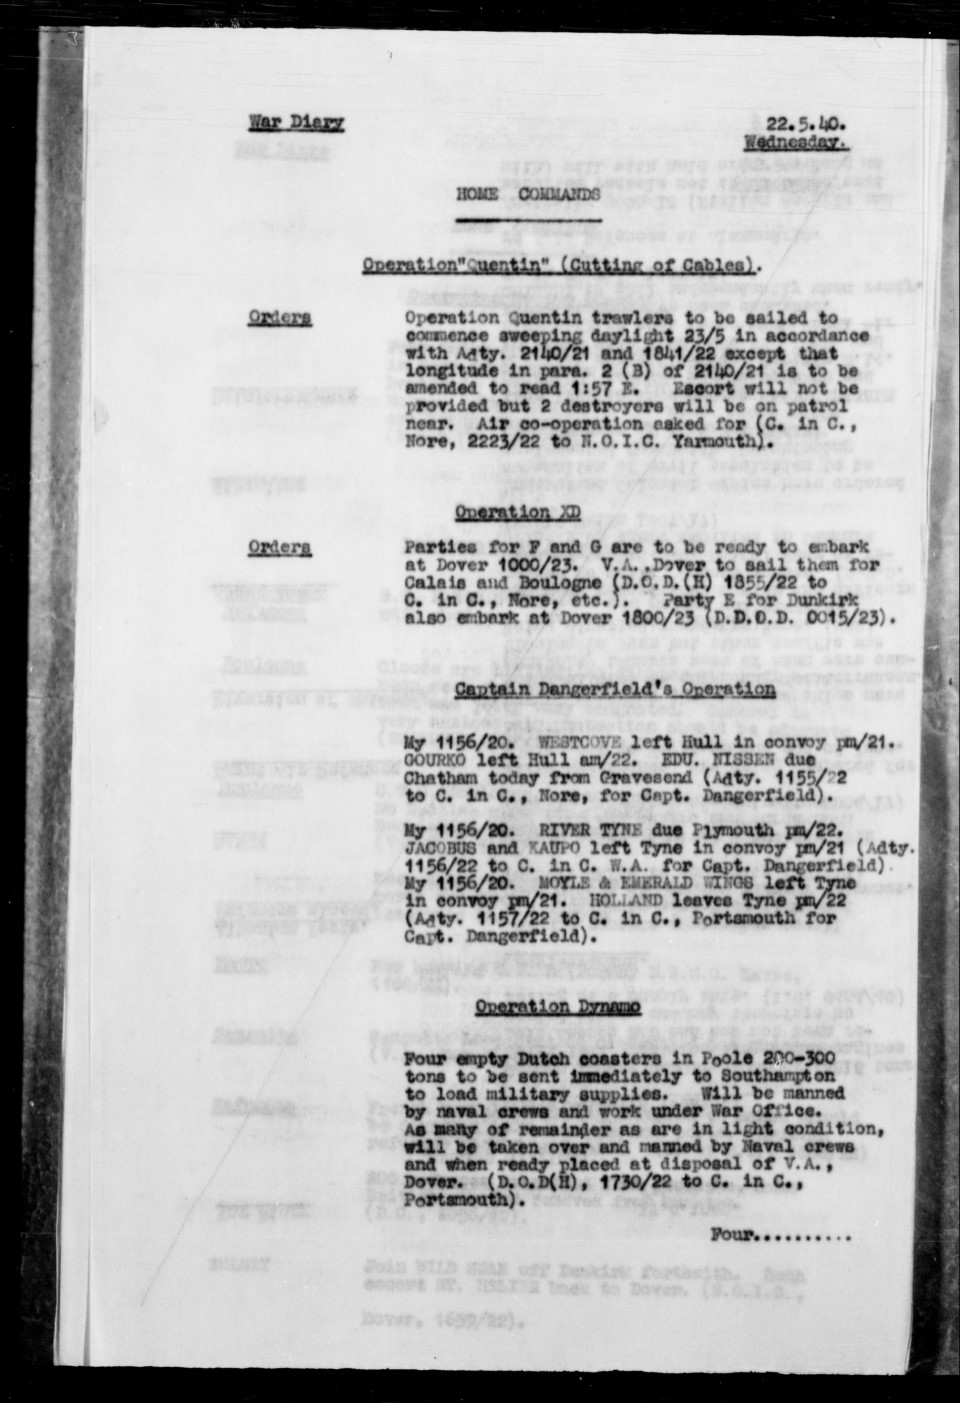 War Diary
22.5.40.
Wednesday.
HOME COMMANDS
Operation "Quentin" (Cutting of Cables).
Orders
Operation Quentin trawlers to be sailed to
commence sweeping daylight 23/5 in accordance
with Adty. 2140/21 and 1841/22 except that
longitude in para. 2 (B) of 2140/21 is to be
amended to read 1:57 E. Escort will not be
provided but 2 destroyers will be on patrol
near. Air co-operation asked for (C. in C.,
Nore, 2223/22 to N.O.I.C. Yarmouth).
Operation XD
Orders
Parties for F and G are to be ready to embark
at Dover 1000/23. V.A., Dover to sail them for
Calais and Boulogne (D.O.D.(H) 1855/22 to
C. in C., Nore, etc.). Party E for Dunkirk
also embark at Dover 1800/23 (D.D.O.D. 0015/23).
Captain Dangerfield's Operation
My 1156/20. WESTCOVE left Hull in convoy pm/21.
GOURKO left Hull am/22. EDU. NISSEN due
Chatham today from Gravesend (Adty. 1155/22
to C. in C., Nore, for Capt. Dangerfield).
My 1156/20. RIVER TYNE due Plymouth pm/22.
JACOBUS and KAUPO left Tyne in convoy pm/21 (Adty.
1156/22 to C. in C. W.A. for Capt. Dangerfield).
My 1156/20. MOYLE & EMERALD WINGS left Tyne
in convoy pm/21. HOLLAND leaves Tyne pm/22
(Adty. 1157/22 to C. in C., Portsmouth for
Capt. Dangerfield).
Operation Dynamo
Four empty Dutch coasters in Poole 200-300
tons to be sent immediately to Southampton
to load military supplies. Will be manned
by naval crews and work under War Office.
As many of remainder as are in light condition,
will be taken over and manned by Naval crews
and when ready placed at disposal of V.A.,
Dover. (D.O.D(H), 1730/22 to C. in C.,
Portsmouth).
Four..........